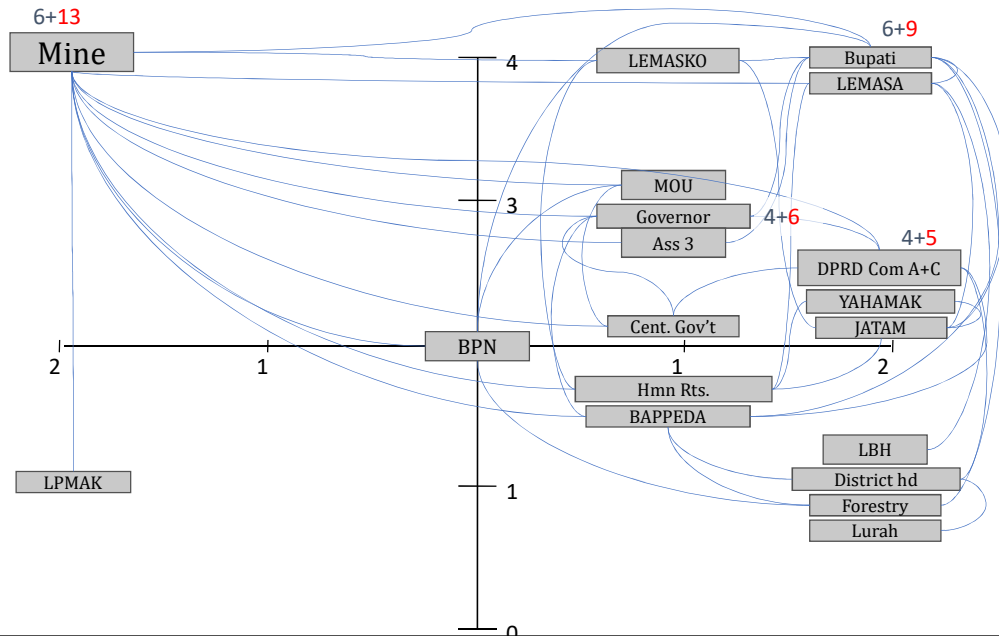 6+13
Mine
6+9
LEMASKO
Bupati
4
LEMASA
MOU
3
Governor
4+6
Ass 3
4+5
DPRD Com A+C
YAHAMAK
Cent. Gov't
JATAM
BPN
2
1
1
2
Hmn Rts.
BAPPEDA
LBH
LPMAK
District hd
1
Forestry
Lurah
0